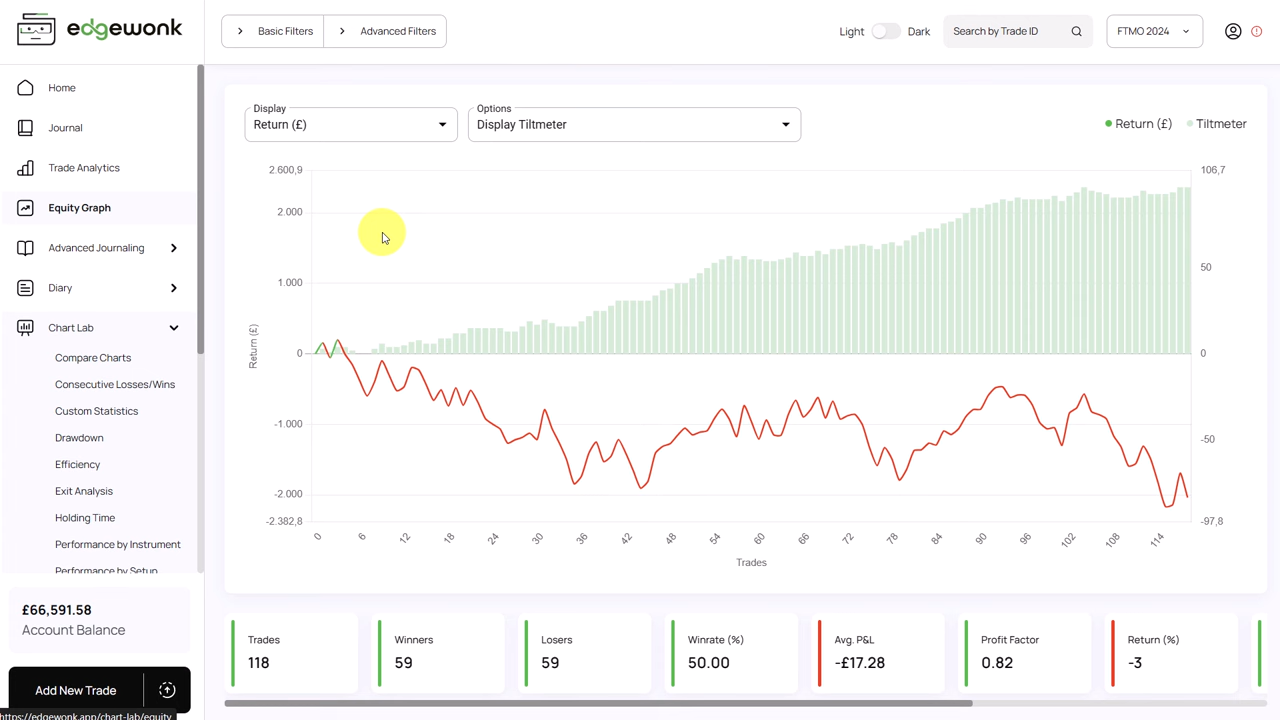 edgewonk
Basic Filters
Advanced Filters
Light
Dark
Search by Trade ID
FTMO 2024
Home
Journal
Trade Analytics
Equity Graph
Advanced Journaling
Diary
Chart Lab
Compare Charts
Consecutive Losses/Wins
Custom Statistics
Drawdown
Efficiency
Exit Analysis
Holding Time
Performance by Instrument
Performance by Setup
£66,591.58
Account Balance
Add New Trade
https://edgewonk.app/chart-lab/equity
Display
Return (£)
Options
Display Tiltmeter
Return (£)
Tiltmeter
2.600,9
2.000
1.000
0
-1.000
-2.000
-2.382,8
Return (£)
106,7
50
0
-50
-97,8
0 6 12 18 24 30 36 42 48 54 60 66 72 78 84 90 96 102 108 114
Trades
Trades
118
Winners
59
Losers
59
Winrate (%)
50.00
Avg. P&L
-£17.28
Profit Factor
0.82
Return (%)
-3